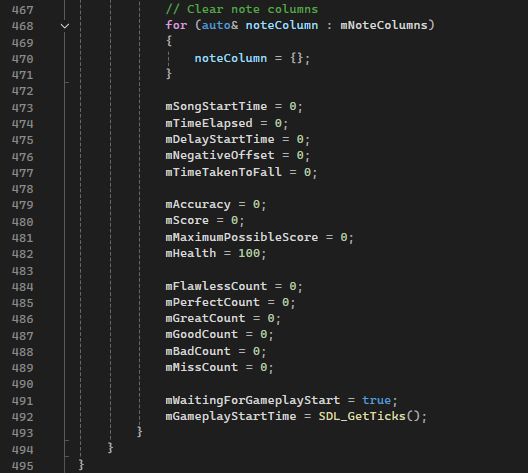 467 // Clear note columns
468 for (auto& noteColumn : mNoteColumns)
469 {
470 noteColumn = {};
471 }
472
473 mSongStartTime = 0;
474 mTimeElapsed = 0;
475 mDelayStartTime = 0;
476 mNegativeOffset = 0;
477 mTimeTakenToFall = 0;
478
479 mAccuracy = 0;
480 mScore = 0;
481 mMaximumPossibleScore = 0;
482 mHealth = 100;
483
484 mFlawlessCount = 0;
485 mPerfectCount = 0;
486 mGreatCount = 0;
487 mGoodCount = 0;
488 mBadCount = 0;
489 mMissCount = 0;
490
491 mWaitingForGameplayStart = true;
492 mGameplayStartTime = SDL_GetTicks();
493 }
494 }
495 }